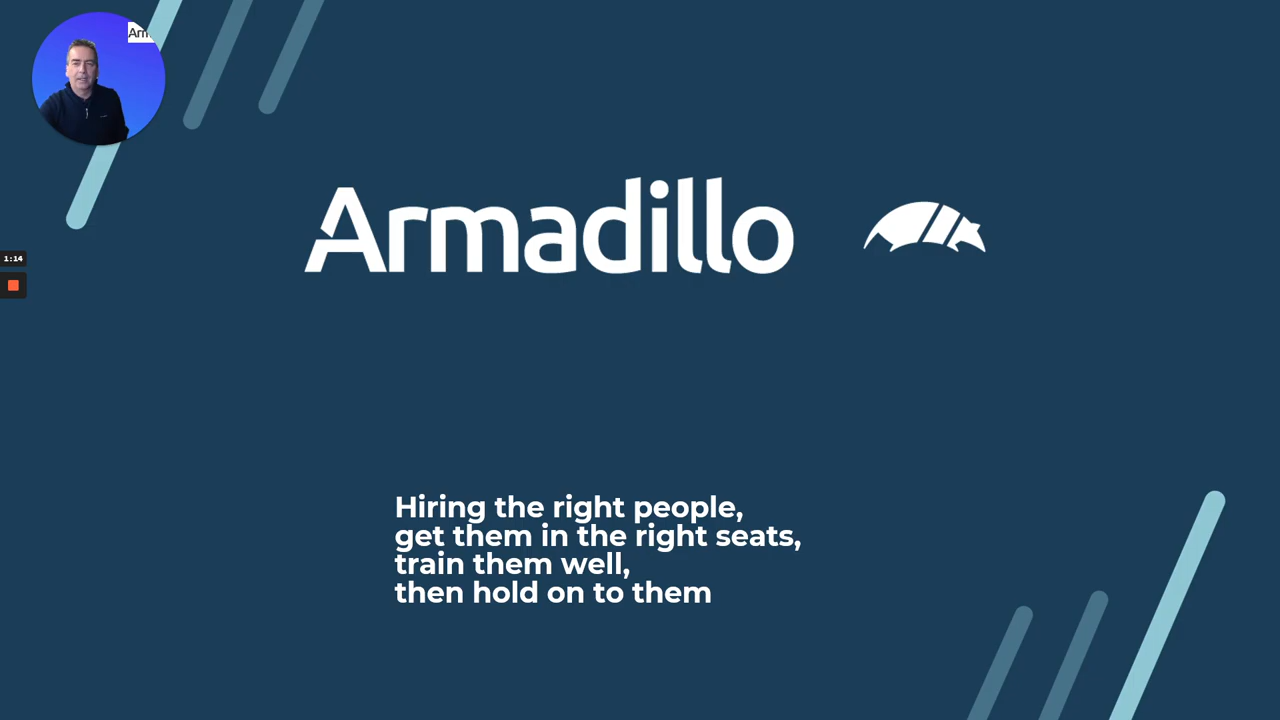 Arm
Armadillo
1:14
Hiring the right people,
get them in the right seats,
train them well,
then hold on to them